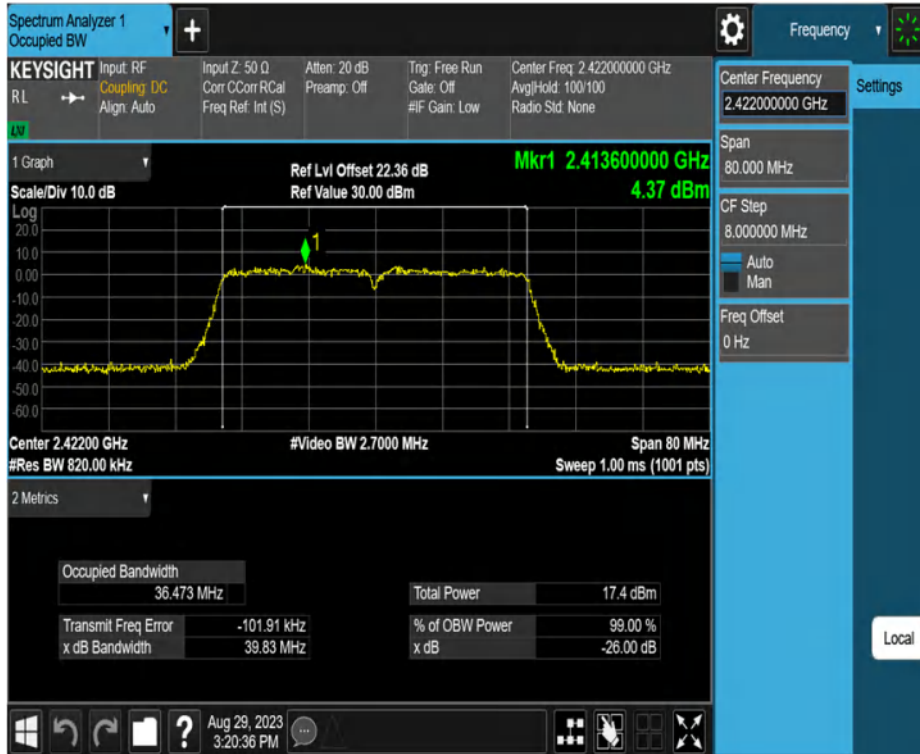 Spectrum Analyzer 1
Occupied BW
+
Frequency
KEYSIGHT
RL
LXI
Input: RF
Coupling: DC
Align: Auto
Input Z: 50 Ω
Corr CCorr RCal
Freq Ref: Int (S)
Atten: 20 dB
Preamp: Off
Trig: Free Run
Gate: Off
#IF Gain: Low
Center Freq: 2.422000000 GHz
Avg|Hold: 100/100
Radio Std: None
Center Frequency
2.422000000 GHz
Settings
Span
80.000 MHz
CF Step
8.000000 MHz
Auto
Man
Freq Offset
0 Hz
1 Graph
Scale/Div 10.0 dB
Ref Lvl Offset 22.36 dB
Ref Value 30.00 dBm
Mkr1 2.413600000 GHz
4.37 dBm
Log
20.0
10.0
0.00
-10.0
-20.0
-30.0
-40.0
-50.0
-60.0
1
Center 2.42200 GHz
#Video BW 2.7000 MHz
Span 80 MHz
#Res BW 820.00 kHz
Sweep 1.00 ms (1001 pts)
2 Metrics
Occupied Bandwidth
36.473 MHz
Total Power 17.4 dBm
Transmit Freq Error -101.91 kHz
% of OBW Power 99.00 %
x dB Bandwidth 39.83 MHz
x dB -26.00 dB
Local
?
Aug 29, 2023
3:20:36 PM